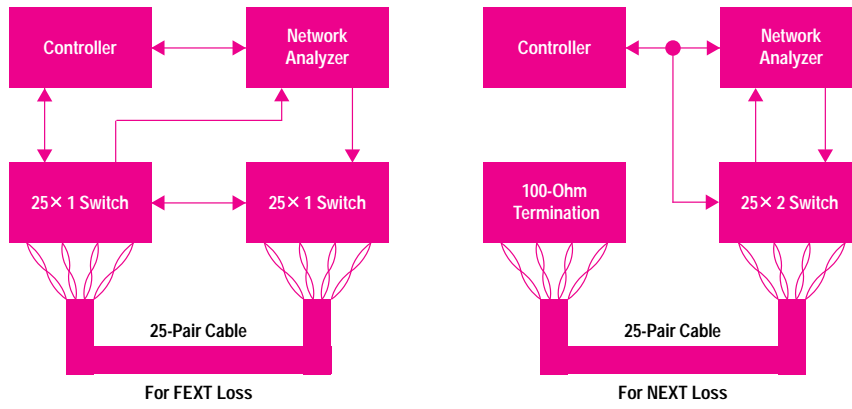 Controller
Network
Analyzer
25× 1 Switch
25× 1 Switch
25-Pair Cable
For FEXT Loss
Controller
Network
Analyzer
100-Ohm
Termination
25× 2 Switch
25-Pair Cable
For NEXT Loss